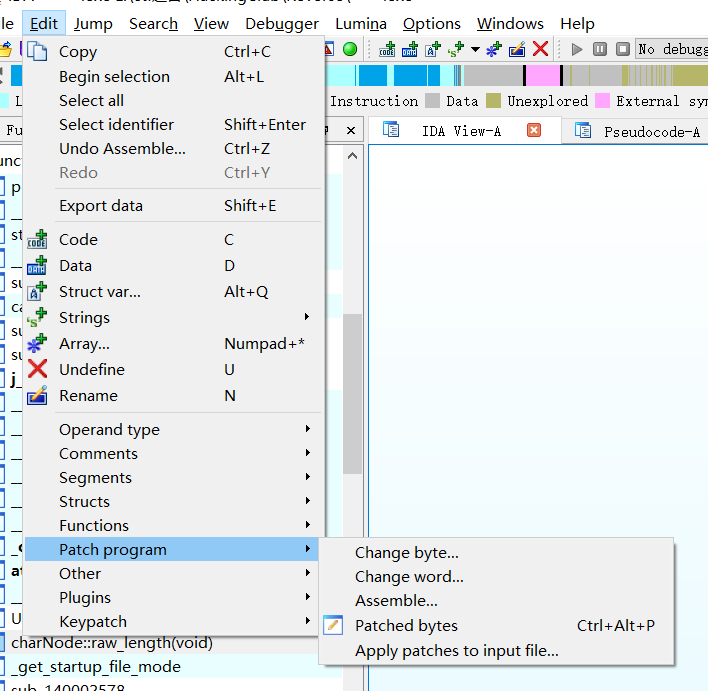 Edit Jump Search View Debugger Lumina Options Windows Help
No debugg
Instruction Data Unexplored External syn
IDA View-A Pseudocode-A
Copy Ctrl+C
Begin selection Alt+L
Select all
Select identifier Shift+Enter
Undo Assemble... Ctrl+Z
Redo Ctrl+Y
Export data Shift+E
Code C
Data D
Struct var... Alt+Q
Strings
Array... Numpad+*
Undefine U
Rename N
Operand type
Comments
Segments
Structs
Functions
Patch program
Other
Plugins
Keypatch
Change byte...
Change word...
Assemble...
Patched bytes Ctrl+Alt+P
Apply patches to input file...
charNode::raw_length(void)
_get_startup_file_mode
sub_140002578